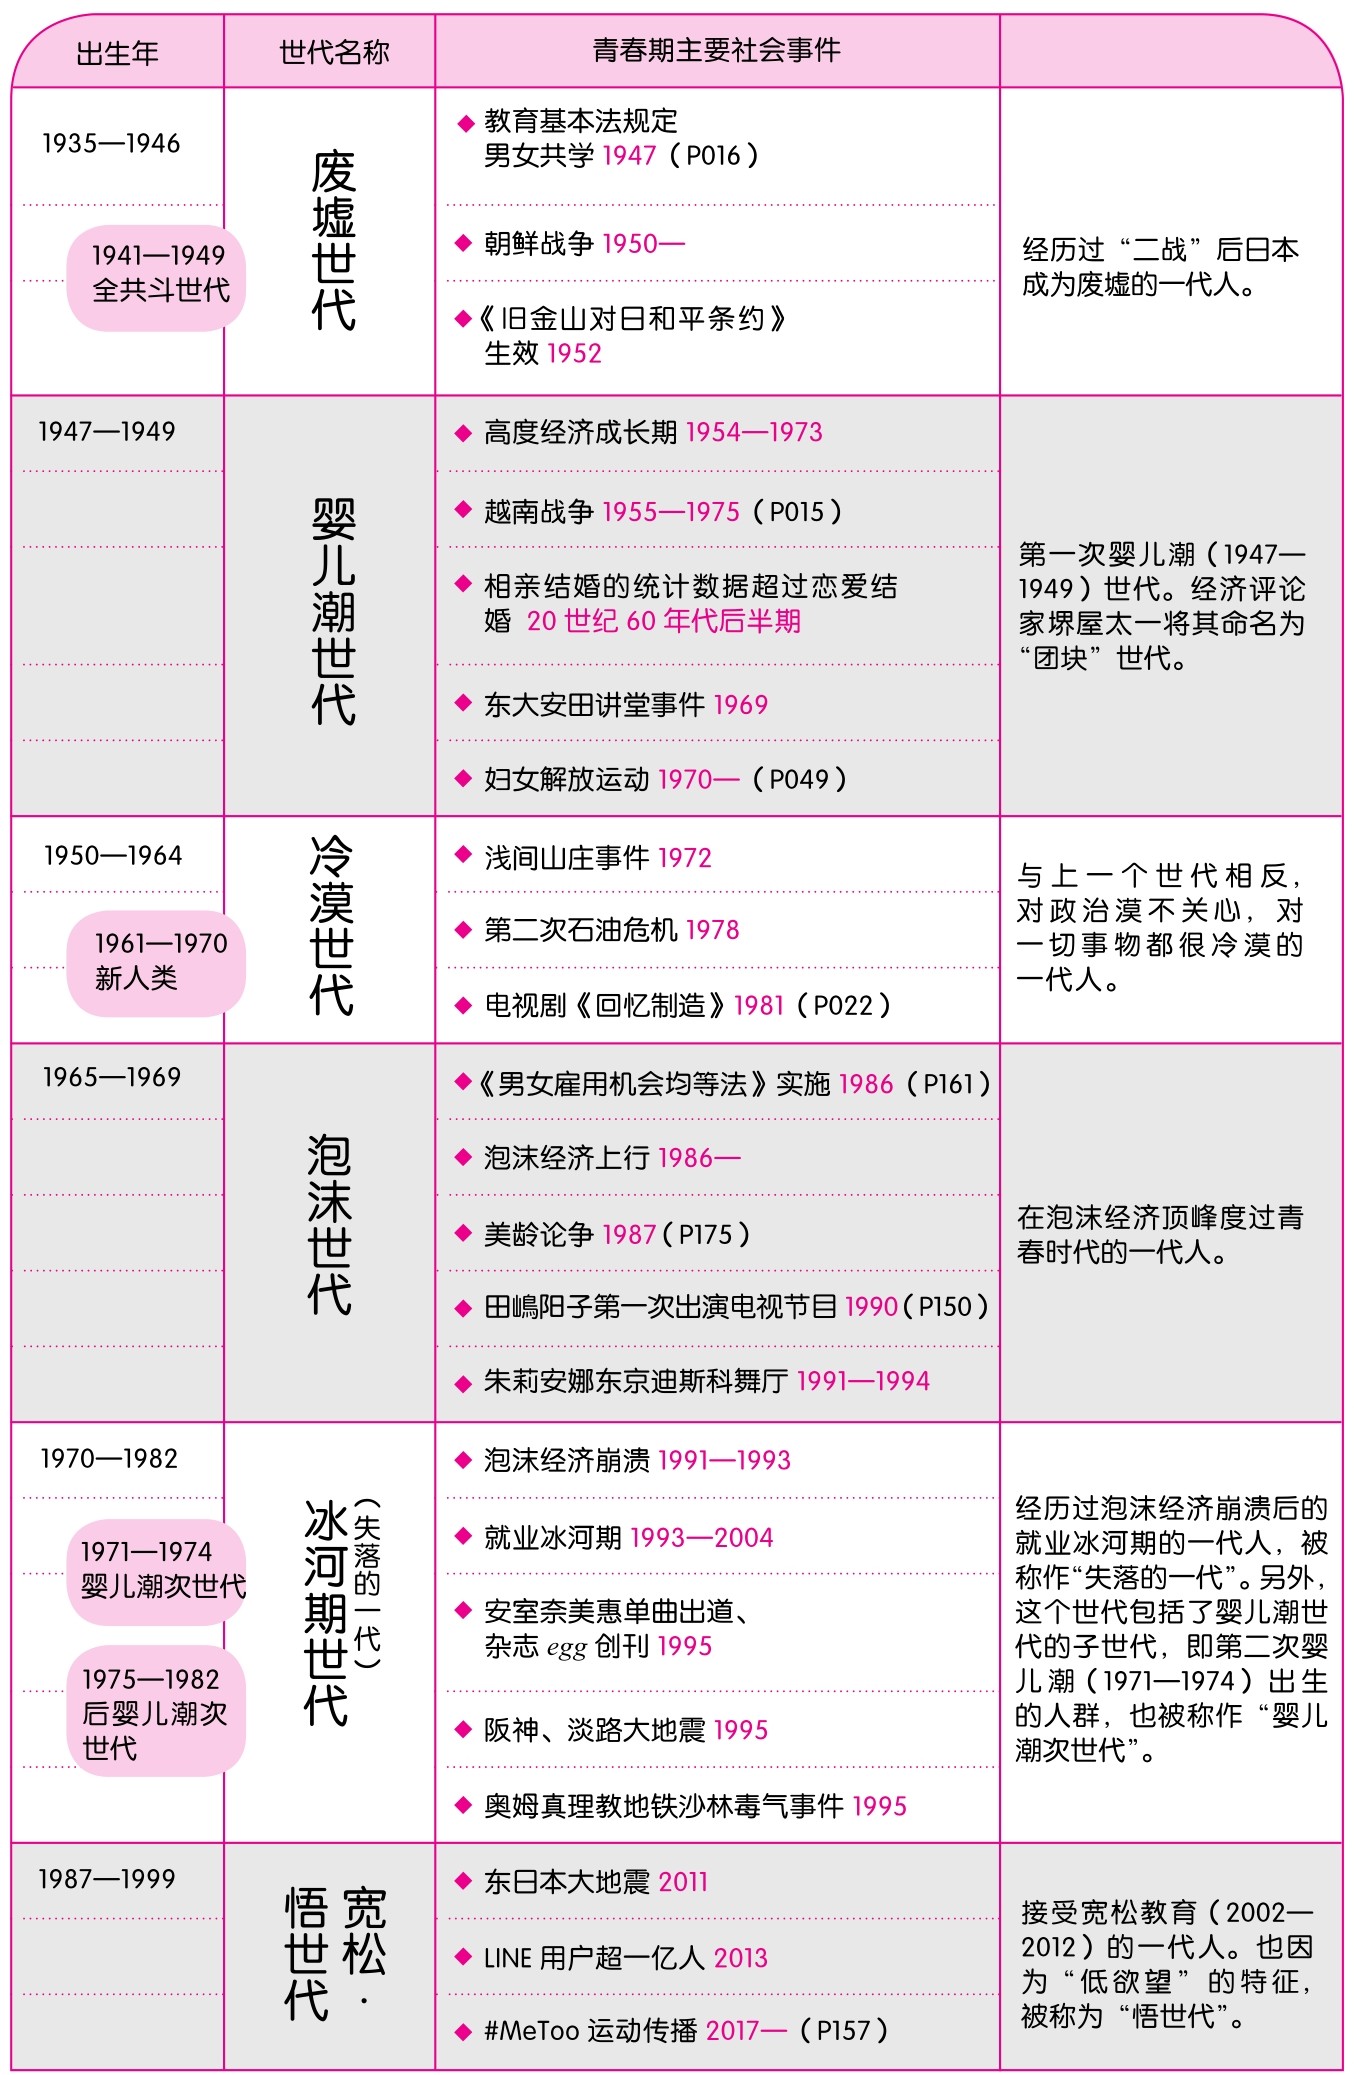 出生年
世代名称
青春期主要社会事件
1935—1946
1941—1949
全共斗世代
废墟世代
◆ 教育基本法规定
男女共学 1947（P016）
◆ 朝鲜战争 1950—
◆《旧金山对日和平条约》
生效 1952
经历过“二战”后日本
成为废墟的一代人。
1947—1949
婴儿潮世代
◆ 高度经济成长期 1954—1973
◆ 越南战争 1955—1975（P015）
◆ 相亲结婚的统计数据超过恋爱结
婚 20 世纪 60 年代后半期
◆ 东大安田讲堂事件 1969
◆ 妇女解放运动 1970—（P049）
第一次婴儿潮（1947—
1949）世代。经济评论
家堺屋太一将其命名为
“团块”世代。
1950—1964
1961—1970
新人类
冷漠世代
◆ 浅间山庄事件 1972
◆ 第二次石油危机 1978
◆ 电视剧《回忆制造》1981（P022）
与上一个世代相反，
对政治漠不关心，对
一切事物都很冷漠的
一代人。
1965—1969
泡沫世代
◆《男女雇用机会均等法》实施 1986（P161）
◆ 泡沫经济上行 1986—
◆ 美龄论争 1987（P175）
◆ 田嶋阳子第一次出演电视节目 1990（P150）
◆ 朱莉安娜东京迪斯科舞厅 1991—1994
在泡沫经济顶峰度过青
春时代的一代人。
1970—1982
1971—1974
婴儿潮次世代
1975—1982
后婴儿潮次
世代
冰河期世代
（失落的一代）
◆ 泡沫经济崩溃 1991—1993
◆ 就业冰河期 1993—2004
◆ 安室奈美惠单曲出道、
杂志 egg 创刊 1995
◆ 阪神、淡路大地震 1995
◆ 奥姆真理教地铁沙林毒气事件 1995
经历过泡沫经济崩溃后的
就业冰河期的一代人，被
称作“失落的一代”。另外，
这个世代包括了婴儿潮世
代的子世代，即第二次婴
儿潮（1971—1974）出生
的人群，也被称作“婴儿
潮次世代”。
1987—1999
宽松·
悟世代
◆ 东日本大地震 2011
◆ LINE 用户超一亿人 2013
◆ #MeToo 运动传播 2017—（P157）
接受宽松教育（2002—
2012）的一代人。也因
为“低欲望”的特征，
被称为“悟世代”。